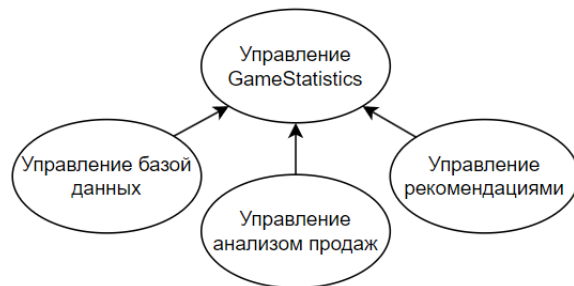 Управление
GameStatistics
Управление базой
данных
Управление
анализом продаж
Управление
рекомендациями